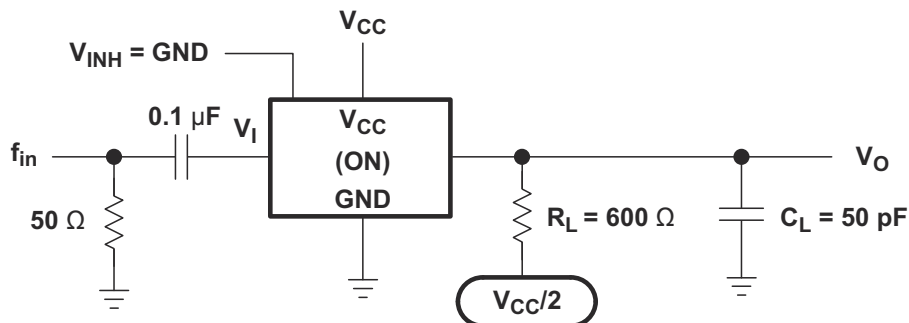 VCC
VINH = GND
0.1 µF
VI
VCC
fin
(ON)
VO
GND
50 Ω
RL = 600 Ω
CL = 50 pF
VCC/2